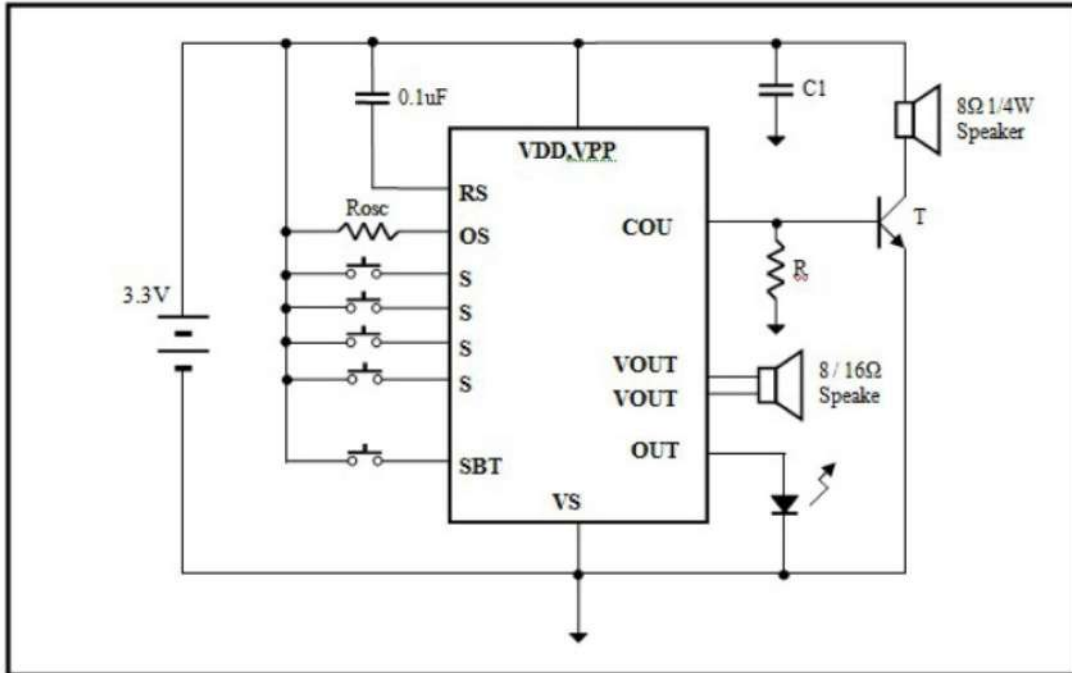 0.1uF
C1
8Ω 1/4W
Speaker
VDD,VPP
RS
Rosc
OS
COU
T
S
R
3.3V
S
S
VOUT
8 / 16Ω
S
VOUT
Speake
OUT
SBT
VS